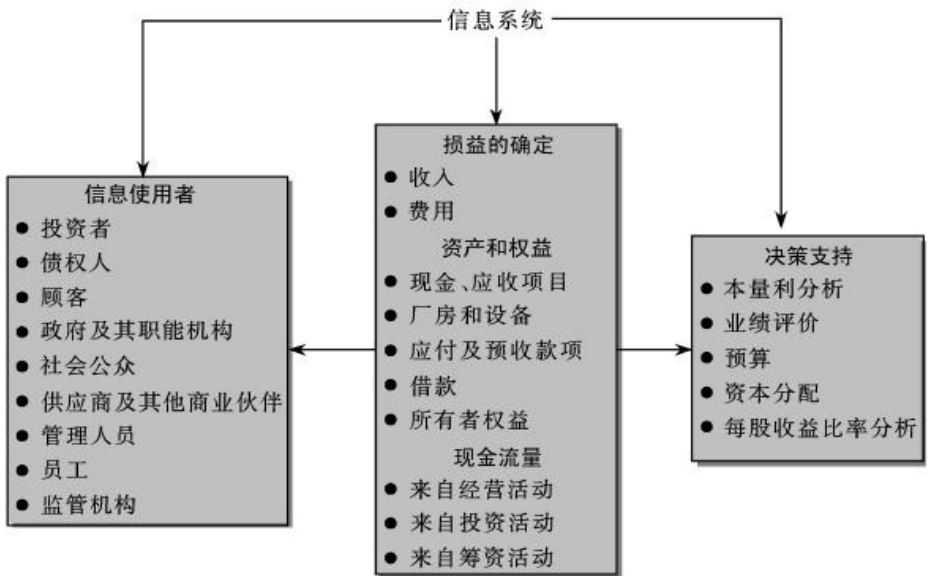 信息系统
信息使用者
● 投资者
● 债权人
● 顾客
● 政府及其职能机构
● 社会公众
● 供应商及其他商业伙伴
● 管理人员
● 员工
● 监管机构
损益的确定
● 收入
● 费用
资产和权益
● 现金、应收项目
● 厂房和设备
● 应付及预收款项
● 借款
● 所有者权益
现金流量
● 来自经营活动
● 来自投资活动
● 来自筹资活动
决策支持
● 本量利分析
● 业绩评价
● 预算
● 资本分配
● 每股收益比率分析